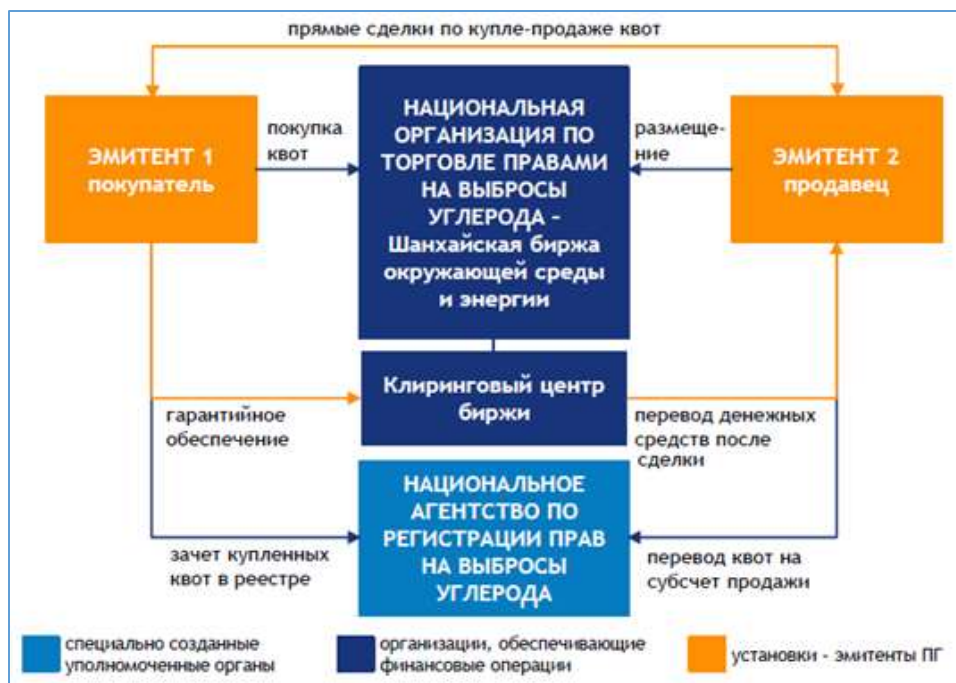 прямые сделки по купле-продаже квот
ЭМИТЕНТ 1
покупатель
покупка
квот
НАЦИОНАЛЬНАЯ
ОРГАНИЗАЦИЯ ПО
ТОРГОВЛЕ ПРАВАМИ
НА ВЫБРОСЫ
УГЛЕРОДА –
Шанхайская биржа
окружающей среды
и энергии
размеще-
ние
ЭМИТЕНТ 2
продавец
гарантийное
обеспечение
Клиринговый центр
биржи
перевод денежных
средств после
сделки
зачет купленных
квот в реестре
НАЦИОНАЛЬНОЕ
АГЕНТСТВО ПО
РЕГИСТРАЦИИ ПРАВ
НА ВЫБРОСЫ
УГЛЕРОДА
перевод квот на
субсчет продажи
специально созданные
уполномоченные органы
организации, обеспечивающие
финансовые операции
установки - эмитенты ПГ